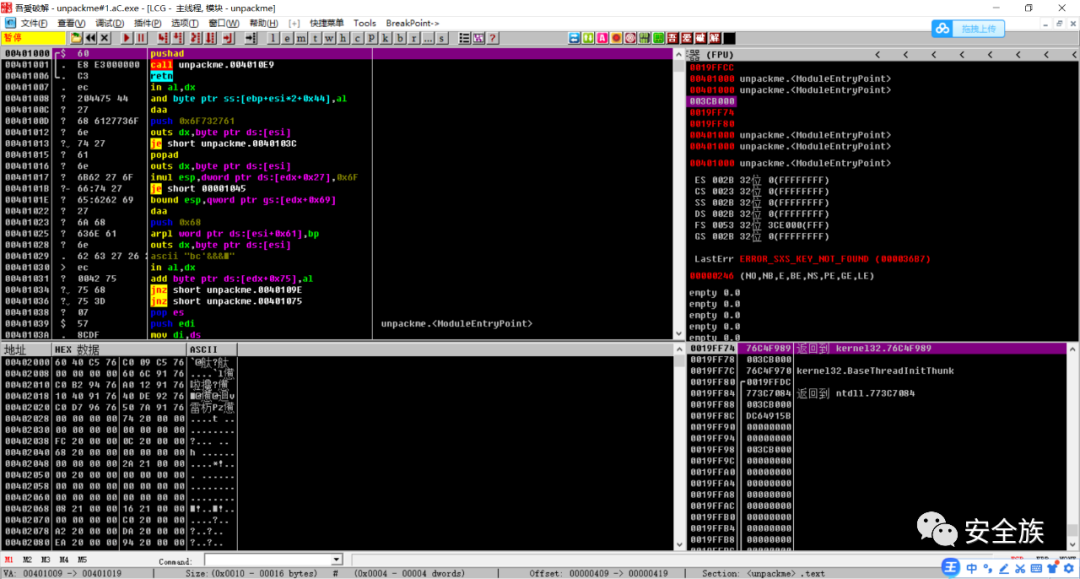 吾爱破解 - unpackme#1.aC.exe - [LCG - 主线程, 模块 - unpackme]
文件(F) 查看(V) 调试(D) 插件(P) 选项(T) 窗口(W) 帮助(H) [+] 快捷菜单 Tools BreakPoint->
暂停
l e m t w h c p k b r ... s
拖拽上传
00401000 $ 60 pushad
00401001 . E8 E3000000 call unpackme.004010E9
00401006 . C3 retn
00401007 . ec in al,dx
00401008 ? 204475 44 and byte ptr ss:[ebp+esi*2+0x44],al
0040100C ? 27 daa
0040100D ? 68 6127736F push 0x6F732761
00401012 ? 6e outs dx,byte ptr ds:[esi]
00401013 ?. 74 27 je short unpackme.0040103C
00401015 ? 61 popad
00401016 ? 6e outs dx,byte ptr ds:[esi]
00401017 ? 6B62 27 6F imul esp,dword ptr ds:[edx+0x27],0x6F
0040101B ?- 66:74 27 je short 00001045
0040101E ? 65:6262 69 bound esp,qword ptr gs:[edx+0x69]
00401022 ? 27 daa
00401023 ? 6A 68 push 0x68
00401025 ? 636E 61 arpl word ptr ds:[esi+0x61],bp
00401028 ? 6e outs dx,byte ptr ds:[esi]
00401029 . 62 63 27 26
00401030 > ec in al,dx
00401031 ? 0042 75 add byte ptr ds:[edx+0x75],al
00401034 ?. 75 68 jnz short unpackme.0040109E
00401036 ?. 75 3D jnz short unpackme.00401075
00401038 ? 07 pop es
00401039 $ 57 push edi unpackme.<ModuleEntryPoint>
0040103A . 8CDF mov di,ds
(FPU)
0019FFCC
00401000 unpackme.<ModuleEntryPoint>
00401000 unpackme.<ModuleEntryPoint>
003CB000
0019FF74
0019FF80
00401000 unpackme.<ModuleEntryPoint>
00401000 unpackme.<ModuleEntryPoint>
00401000 unpackme.<ModuleEntryPoint>
ES 002B 32位 0(FFFFFFFF)
CS 0023 32位 0(FFFFFFFF)
SS 002B 32位 0(FFFFFFFF)
DS 002B 32位 0(FFFFFFFF)
FS 0053 32位 3CE000(FFF)
GS 002B 32位 0(FFFFFFFF)
LastErr ERROR_SXS_KEY_NOT_FOUND (000036B7)
00000246 (NO,NB,E,BE,NS,PE,GE,LE)
empty 0.0
empty 0.0
empty 0.0
empty 0.0
empty 0.0
地址 HEX 数据 ASCII
00402000 60 40 C5 76 C0 09 C5 76
00402008 00 00 00 00 60 6C 91 76
00402010 C0 B2 94 76 A0 12 91 76
00402018 10 40 91 76 40 DE 92 76
00402020 C0 D7 96 76 50 7A 91 76
00402028 00 00 00 00 74 20 00 00 ....t ..
00402030 00 00 00 00 00 00 00 00 ........
00402038 FC 20 00 00 0C 20 00 00 ?... ..
00402040 68 20 00 00 00 00 00 00 h ......
00402048 00 00 00 00 2A 21 00 00 ....*!..
00402050 00 20 00 00 00 00 00 00 . ......
00402058 00 00 00 00 00 00 00 00 ........
00402060 00 00 00 00 00 00 00 00 ........
00402068 08 21 00 00 16 21 00 00
00402070 00 00 00 00 C0 20 00 00 ....?..
00402078 A2 20 00 00 DA 20 00 00 ?..?..
00402080 EA 20 00 00 94 20 00 00 ?..?..
0019FF74 76C4F989 返回到 kernel32.76C4F989
0019FF78 003CB000
0019FF7C 76C4F970 kernel32.BaseThreadInitThunk
0019FF80 0019FFDC
0019FF84 773C7084 返回到 ntdll.773C7084
0019FF88 003CB000
0019FF8C DC64915B
0019FF90 00000000
0019FF94 00000000
0019FF98 003CB000
0019FF9C 00000000
0019FFA0 00000000
0019FFA4 00000000
0019FFA8 00000000
0019FFAC 00000000
0019FFB0 00000000
0019FFB4 00000000
0019FFB8 00000000
安全族
M1 M2 M3 M4 M5 Command:
VA: 00401009 -> 00401019 Size:(0x0010 - 00016 bytes) # (0x0004 - 00004 dwords) Offset: 00000409 -> 00000419 Section: <unpackme> .text
王 中